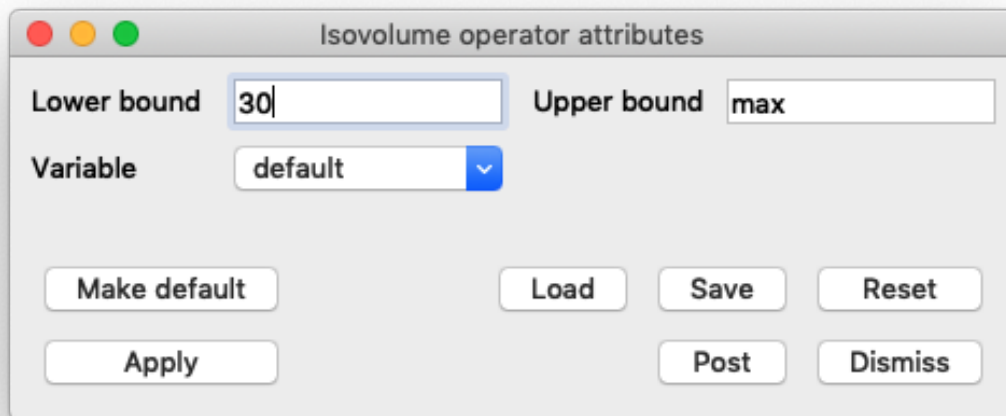 Isovolume operator attributes
Lower bound 30 Upper bound max
Variable default
Make default Load Save Reset
Apply Post Dismiss